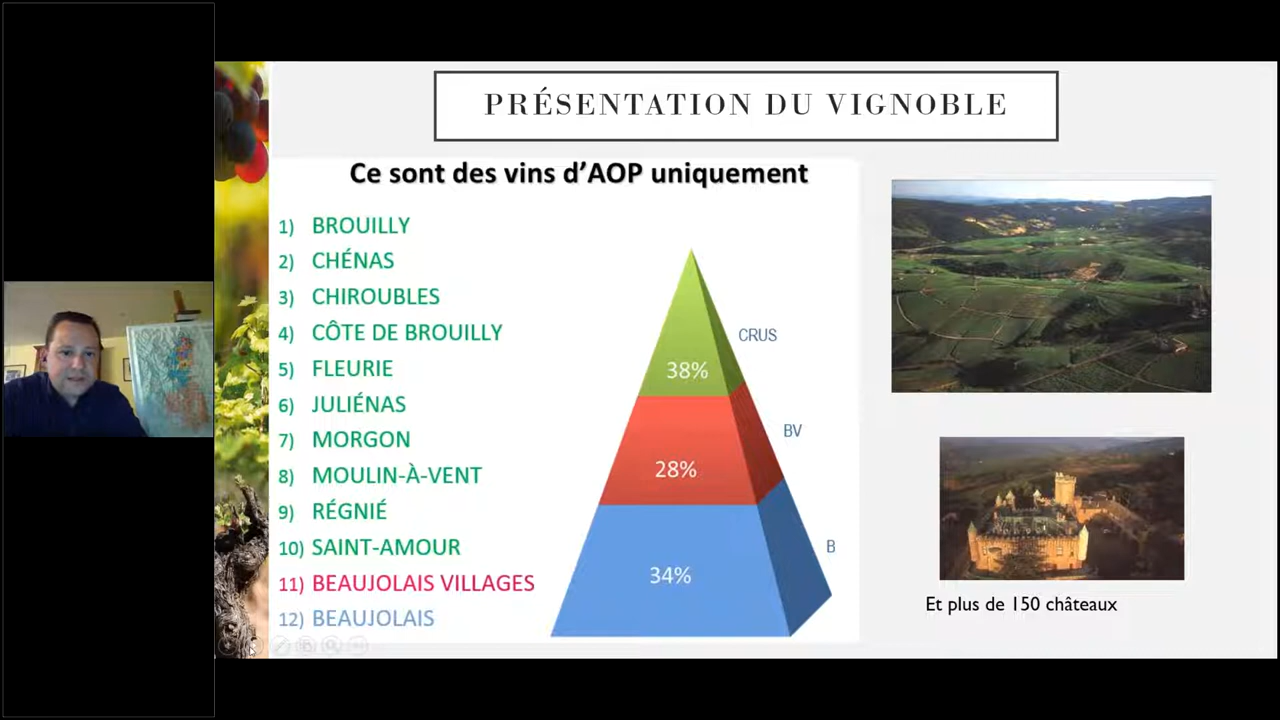 PRÉSENTATION DU VIGNOBLE
Ce sont des vins d’AOP uniquement
1) BROUILLY
2) CHÉNAS
3) CHIROUBLES
4) CÔTE DE BROUILLY
5) FLEURIE
6) JULIÉNAS
7) MORGON
8) MOULIN-À-VENT
9) RÉGNIÉ
10) SAINT-AMOUR
11) BEAUJOLAIS VILLAGES
12) BEAUJOLAIS
CRUS
38%
BV
28%
B
34%
Et plus de 150 châteaux